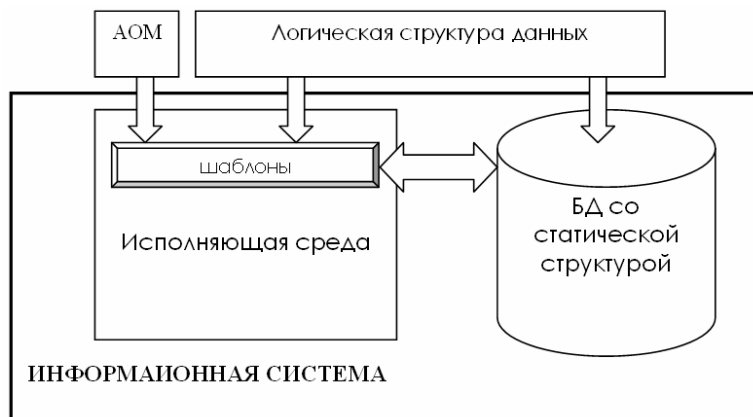 АОМ
Логическая структура данных
шаблоны
Исполняющая среда
БД со
статической
структурой
ИНФОРМАИОННАЯ СИСТЕМА